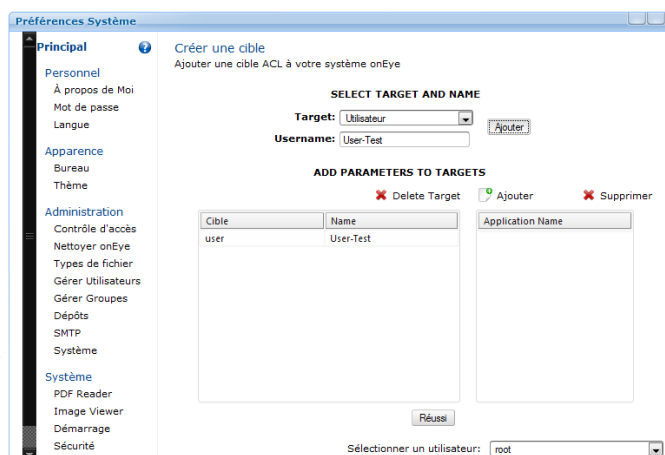 Préférences Système
Principal
Personnel
À propos de Moi
Mot de passe
Langue
Apparence
Bureau
Thème
Administration
Contrôle d'accès
Nettoyer onEye
Types de fichier
Gérer Utilisateurs
Gérer Groupes
Dépôts
SMTP
Système
Système
PDF Reader
Image Viewer
Démarrage
Sécurité
Créer une cible
Ajouter une cible ACL à votre système onEye
SELECT TARGET AND NAME
Target: Utilisateur
Ajouter
Username: User-Test
ADD PARAMETERS TO TARGETS
Delete Target Ajouter Supprimer
Cible Name Application Name
user User-Test
Réussi
Sélectionner un utilisateur: root